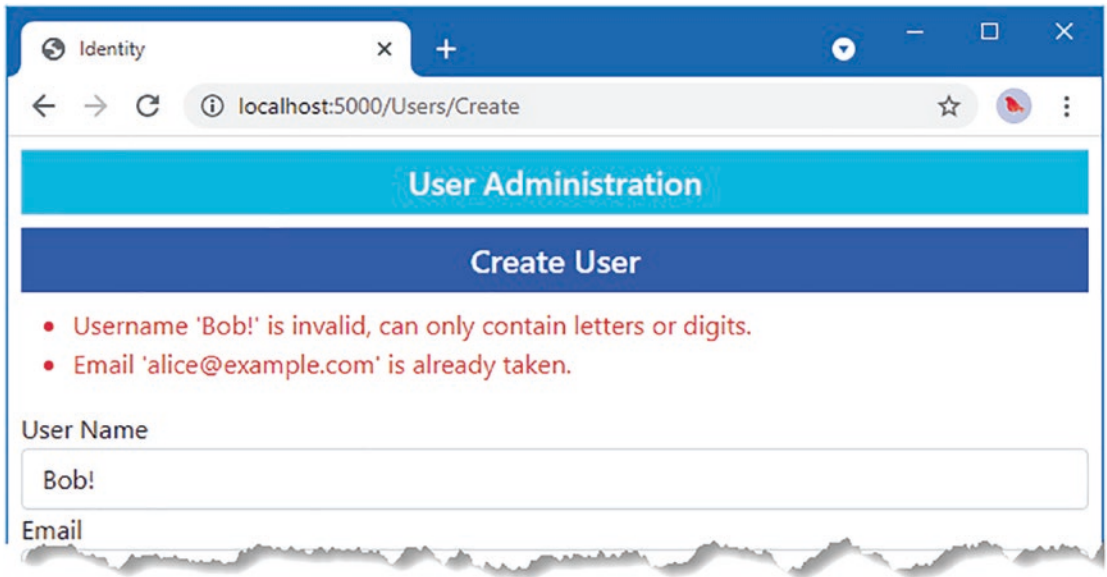 Identity
localhost:5000/Users/Create
User Administration
Create User
• Username 'Bob!' is invalid, can only contain letters or digits.
• Email 'alice@example.com' is already taken.
User Name
Bob!
Email